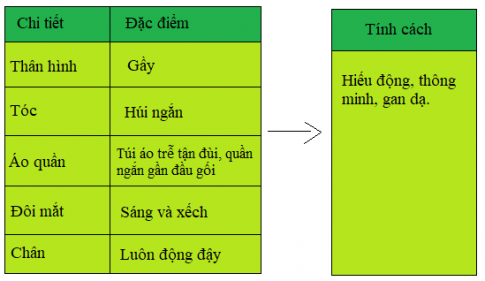 Chi tiết Đặc điểm
Thân hình Gầy
Tóc Húi ngắn
Áo quần Túi áo trễ tận đùi, quần
ngắn gần đầu gối
Đôi mắt Sáng và xếch
Chân Luôn động đậy
Tính cách
Hiếu động, thông
minh, gan dạ.